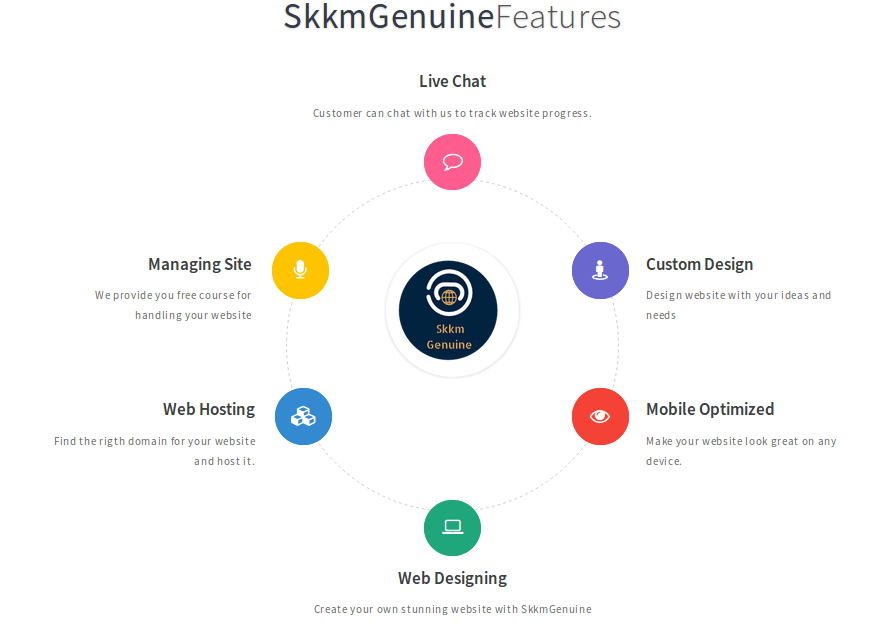 SkkmGenuineFeatures
Live Chat
Customer can chat with us to track website progress.
Managing Site
We provide you free course for
handling your website
Custom Design
Design website with your ideas and
needs
Skkm
Genuine
Web Hosting
Find the rigth domain for your website
and host it.
Mobile Optimized
Make your website look great on any
device.
Web Designing
Create your own stunning website with SkkmGenuine